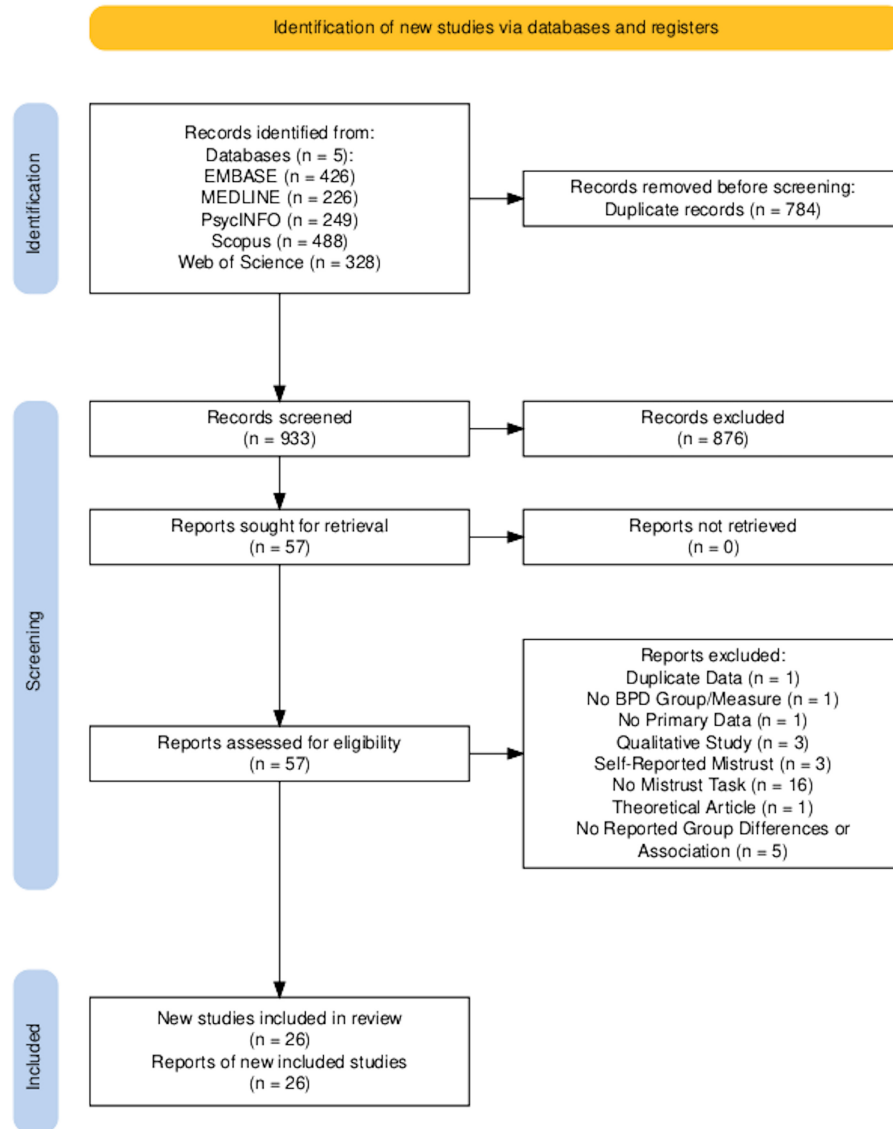 Identification of new studies via databases and registers
Identification
Records identified from:
Databases (n = 5):
EMBASE (n = 426)
MEDLINE (n = 226)
PsycINFO (n = 249)
Scopus (n = 488)
Web of Science (n = 328)
Records removed before screening:
Duplicate records (n = 784)
Screening
Records screened
(n = 933)
Records excluded
(n = 876)
Reports sought for retrieval
(n = 57)
Reports not retrieved
(n = 0)
Reports assessed for eligibility
(n = 57)
Reports excluded:
Duplicate Data (n = 1)
No BPD Group/Measure (n = 1)
No Primary Data (n = 1)
Qualitative Study (n = 3)
Self-Reported Mistrust (n = 3)
No Mistrust Task (n = 16)
Theoretical Article (n = 1)
No Reported Group Differences or
Association (n = 5)
Included
New studies included in review
(n = 26)
Reports of new included studies
(n = 26)